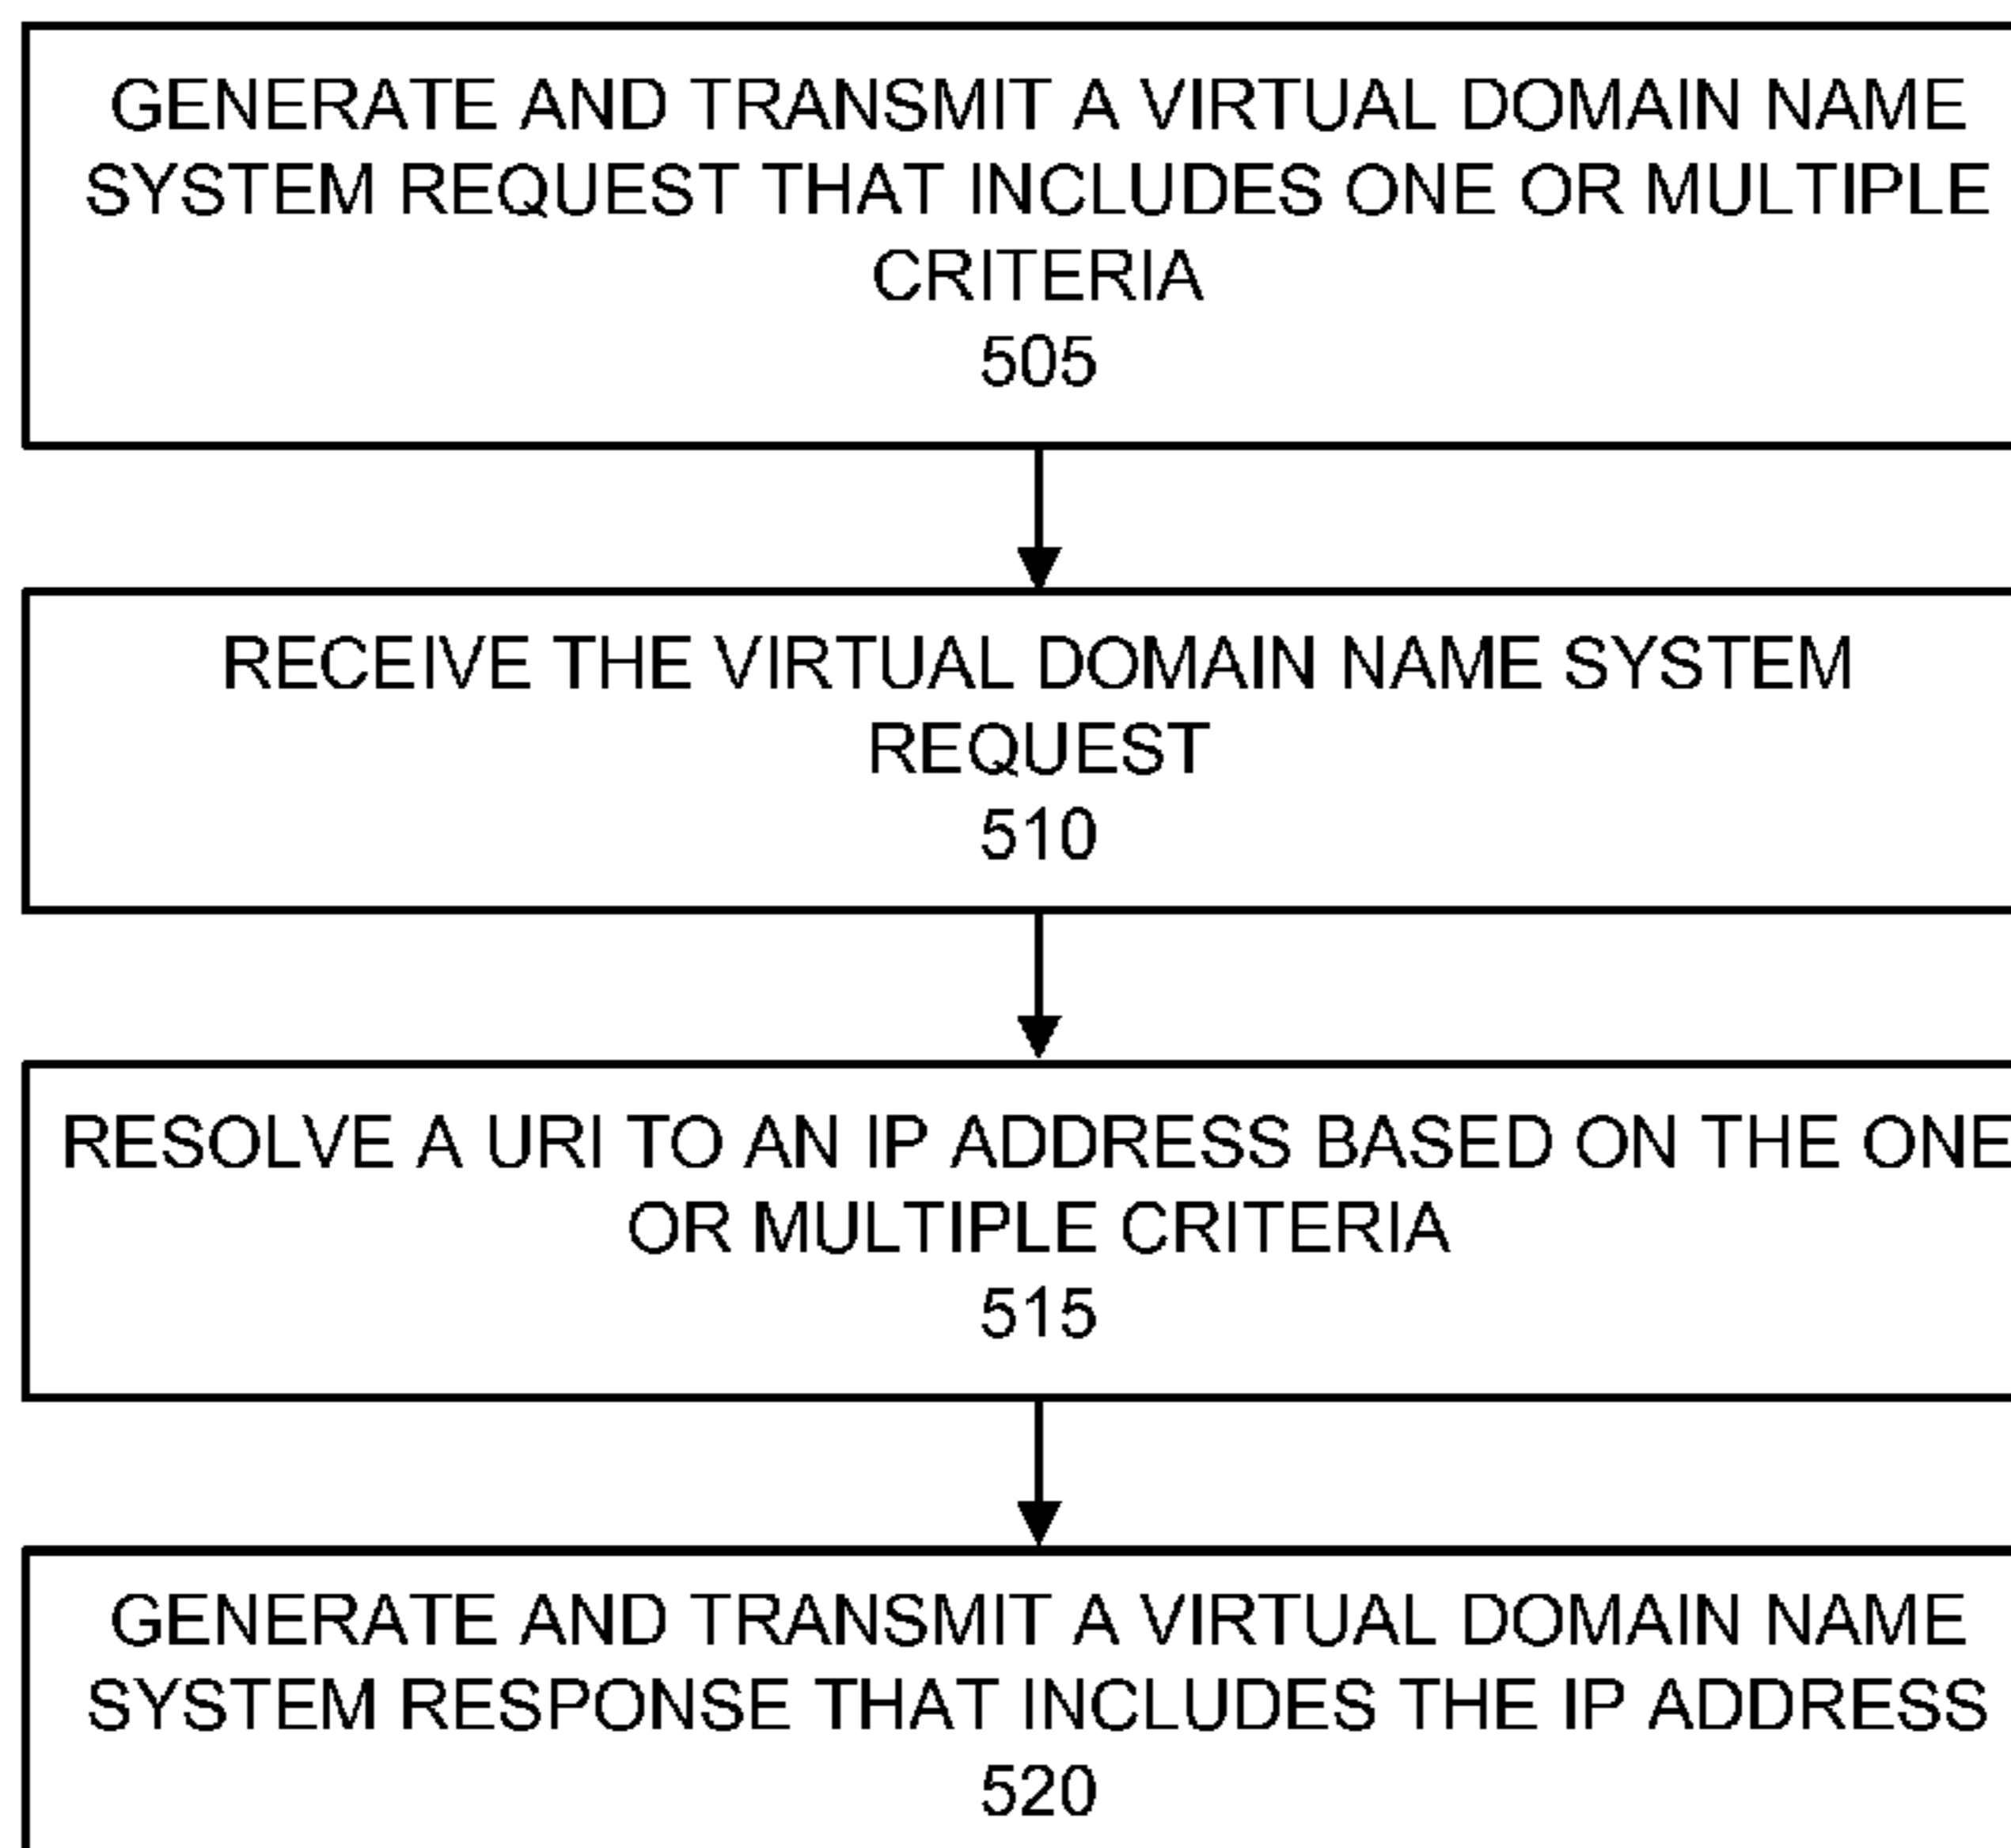 GENERATE AND TRANSMIT A VIRTUAL DOMAIN NAME
SYSTEM REQUEST THAT INCLUDES ONE OR MULTIPLE
CRITERIA
505
RECEIVE THE VIRTUAL DOMAIN NAME SYSTEM
REQUEST
510
RESOLVE A URI TO AN IP ADDRESS BASED ON THE ONE
OR MULTIPLE CRITERIA
515
GENERATE AND TRANSMIT A VIRTUAL DOMAIN NAME
SYSTEM RESPONSE THAT INCLUDES THE IP ADDRESS
520